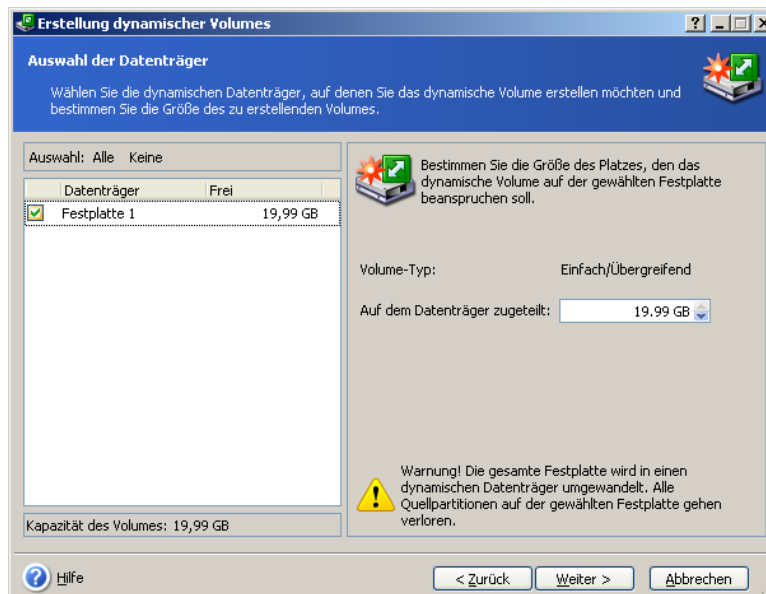 Erstellung dynamischer Volumes
Auswahl der Datenträger
Wählen Sie die dynamischen Datenträger, auf denen Sie das dynamische Volume erstellen möchten und
bestimmen Sie die Größe des zu erstellenden Volumes.
Auswahl: Alle Keine
Datenträger Frei
Festplatte 1 19,99 GB
Kapazität des Volumes: 19,99 GB
Bestimmen Sie die Größe des Platzes, den das
dynamische Volume auf der gewählten Festplatte
beanspruchen soll.
Volume-Typ: Einfach/Übergreifend
Auf dem Datenträger zugeteilt: 19.99 GB
Warnung! Die gesamte Festplatte wird in einen
dynamischen Datenträger umgewandelt. Alle
Quellpartitionen auf der gewählten Festplatte gehen
verloren.
Hilfe
< Zurück Weiter > Abbrechen